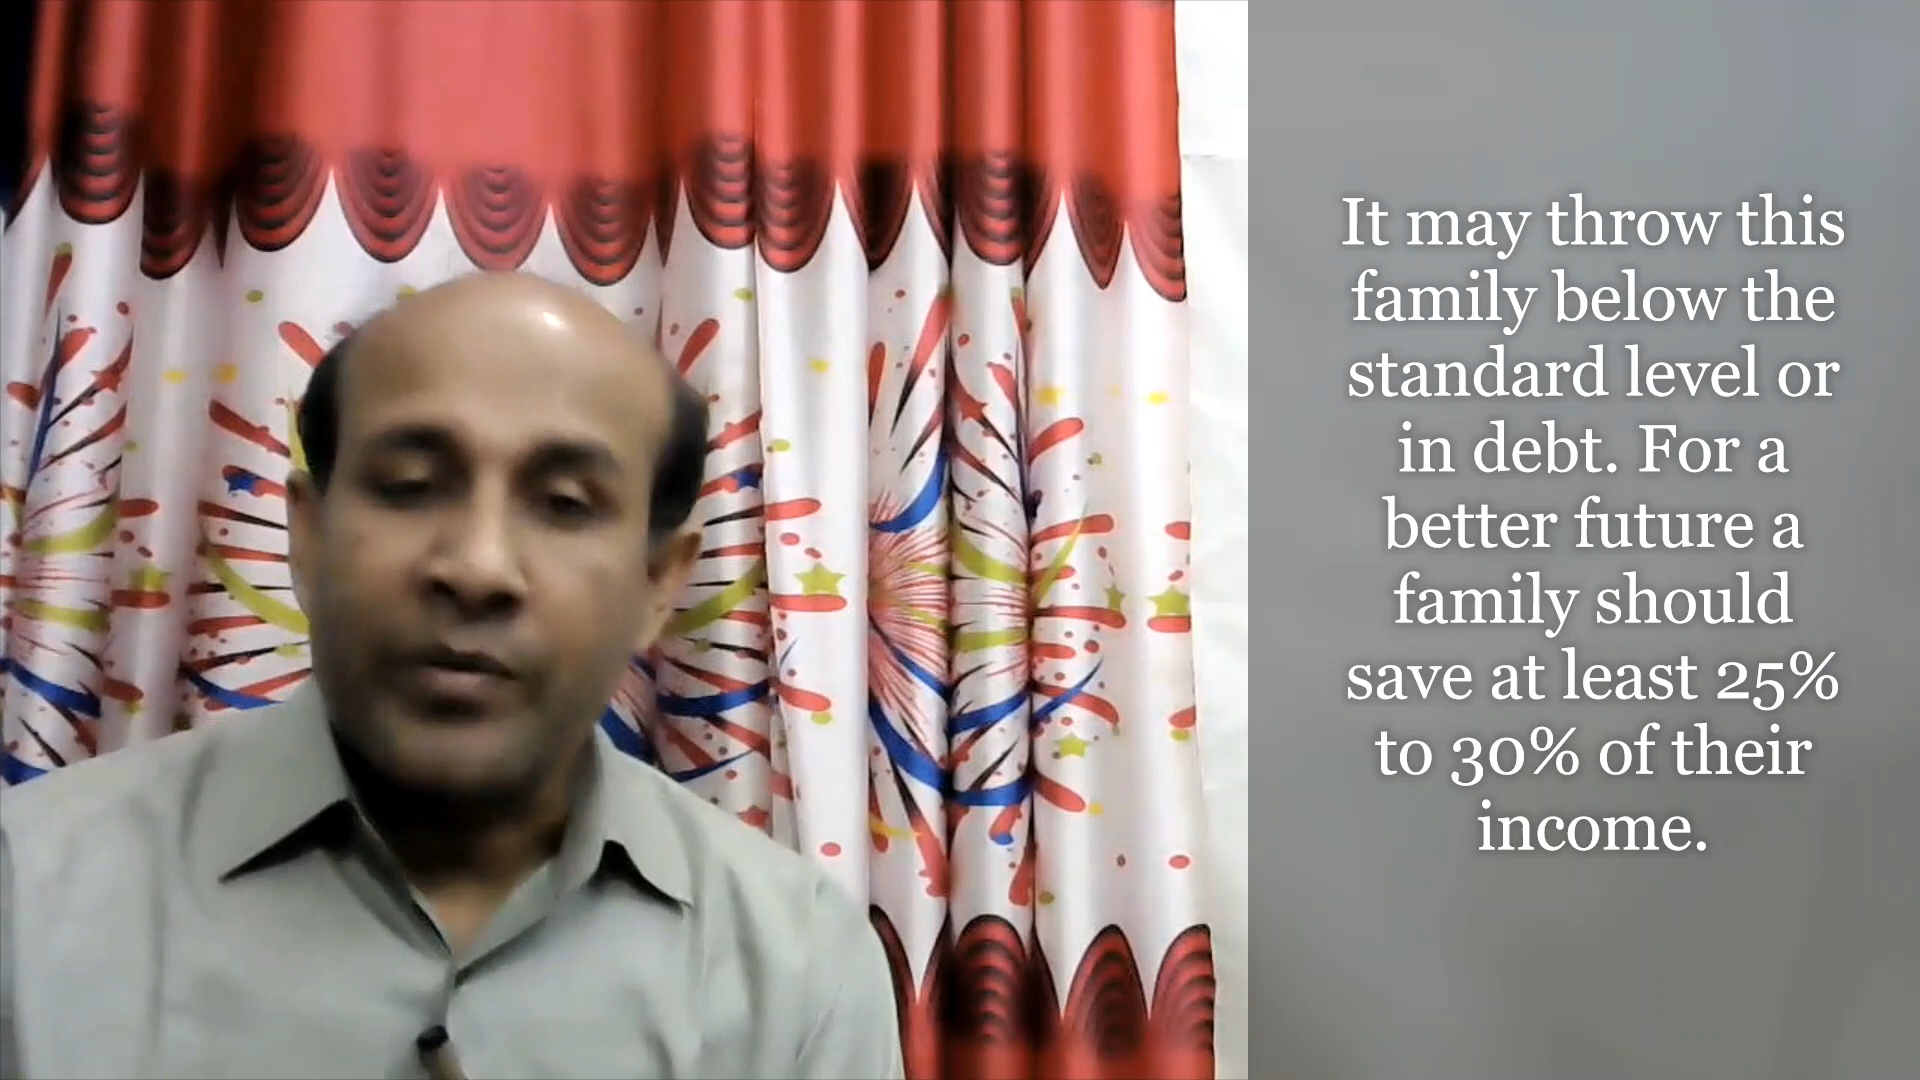 It may throw this
family below the
standard level or
in debt. For a
better future a
family should
save at least 25%
to 30% of their
income.